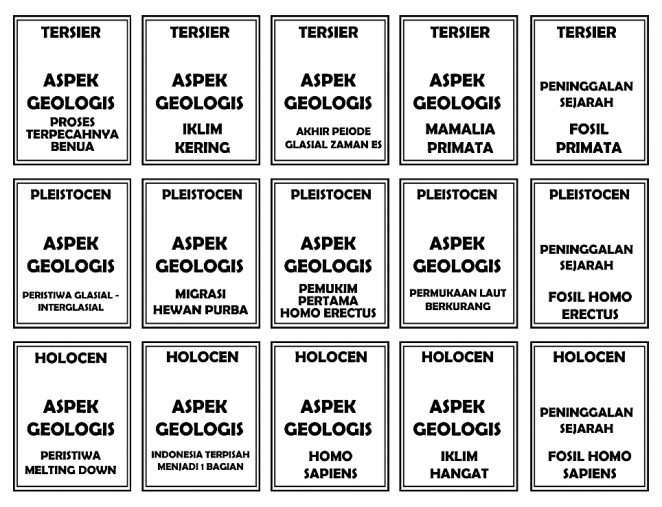 TERSIER
ASPEK
GEOLOGIS
PROSES
TERPECAHNYA
BENUA
TERSIER
ASPEK
GEOLOGIS
IKLIM
KERING
TERSIER
ASPEK
GEOLOGIS
AKHIR PEIODE
GLASIAL ZAMAN ES
TERSIER
ASPEK
GEOLOGIS
MAMALIA
PRIMATA
TERSIER
PENINGGALAN
SEJARAH
FOSIL
PRIMATA
PLEISTOCEN
ASPEK
GEOLOGIS
PERISTIWA GLASIAL -
INTERGLASIAL
PLEISTOCEN
ASPEK
GEOLOGIS
MIGRASI
HEWAN PURBA
PLEISTOCEN
ASPEK
GEOLOGIS
PEMUKIM
PERTAMA
HOMO ERECTUS
PLEISTOCEN
ASPEK
GEOLOGIS
PERMUKAAN LAUT
BERKURANG
PLEISTOCEN
PENINGGALAN
SEJARAH
FOSIL HOMO
ERECTUS
HOLOCEN
ASPEK
GEOLOGIS
PERISTIWA
MELTING DOWN
HOLOCEN
ASPEK
GEOLOGIS
INDONESIA TERPISAH
MENJADI 1 BAGIAN
HOLOCEN
ASPEK
GEOLOGIS
HOMO
SAPIENS
HOLOCEN
ASPEK
GEOLOGIS
IKLIM
HANGAT
HOLOCEN
PENINGGALAN
SEJARAH
FOSIL HOMO
SAPIENS